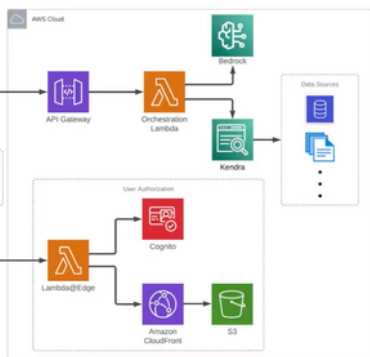 AWS Cloud
Bedrock
Data Sources
API Gateway
Orchestration
Lambda
Kendra
User Authorization
Cognito
Lambda@Edge
Amazon
CloudFront
S3